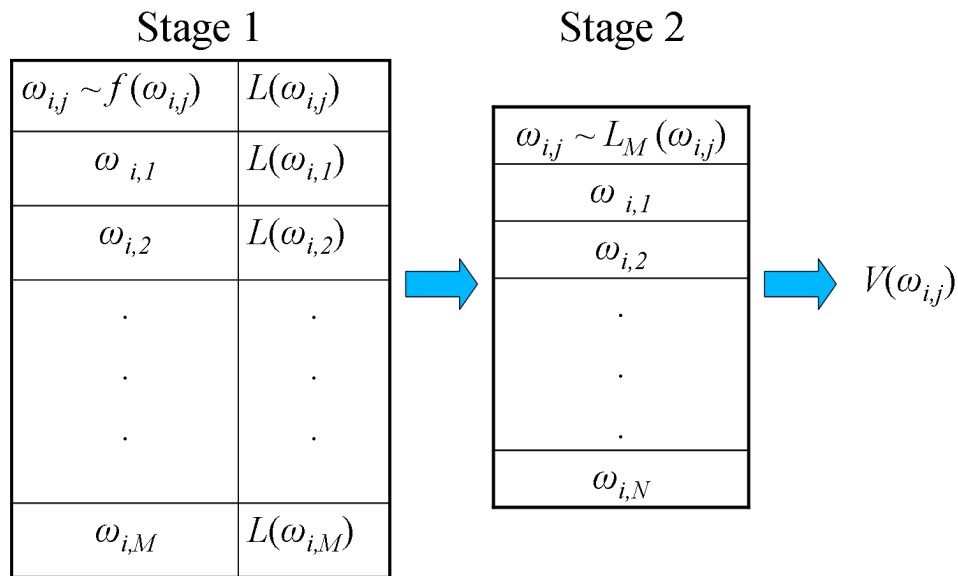 Stage 1
ω_{i,j} ~ f(ω_{i,j}) L(ω_{i,j})
ω_{i,1} L(ω_{i,1})
ω_{i,2} L(ω_{i,2})
. .
. .
. .
ω_{i,M} L(ω_{i,M})
Stage 2
ω_{i,j} ~ L_M (ω_{i,j})
ω_{i,1}
ω_{i,2}
.
.
.
ω_{i,N}
V(ω_{i,j})